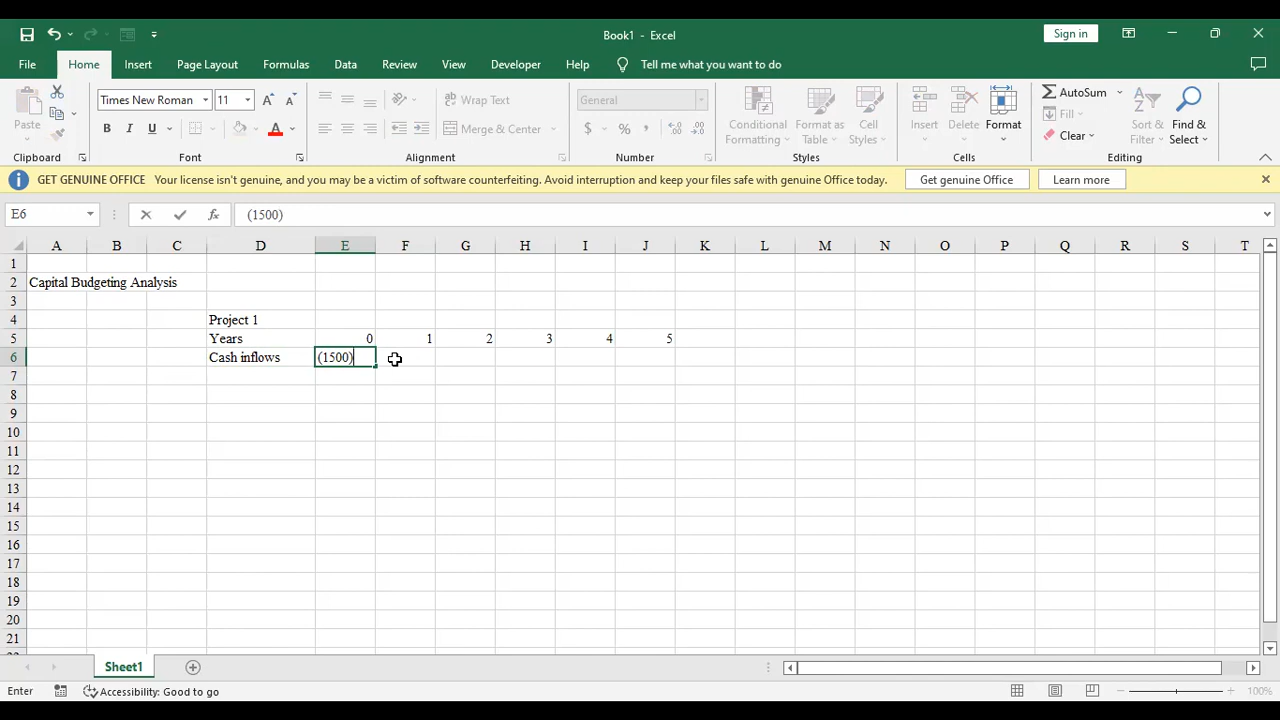 Book1 - Excel
Sign in
File Home Insert Page Layout Formulas Data Review View Developer Help Tell me what you want to do
Times New Roman 11 Wrap Text General AutoSum
Paste B I U Merge & Center $ % , Conditional Formatting Format as Table Cell Styles Insert Delete Format Fill Clear Sort & Filter Find & Select
Clipboard Font Alignment Number Styles Cells Editing
GET GENUINE OFFICE Your license isn't genuine, and you may be a victim of software counterfeiting. Avoid interruption and keep your files safe with genuine Office today. Get genuine Office Learn more
E6 fx (1500)
A B C D E F G H I J K L M N O P Q R S T
1
2 Capital Budgeting Analysis
3
4 Project 1
5 Years 0 1 2 3 4 5
6 Cash inflows (1500)
7
8
9
10
11
12
13
14
15
16
17
18
19
20
21
Sheet1
Enter Accessibility: Good to go 100%